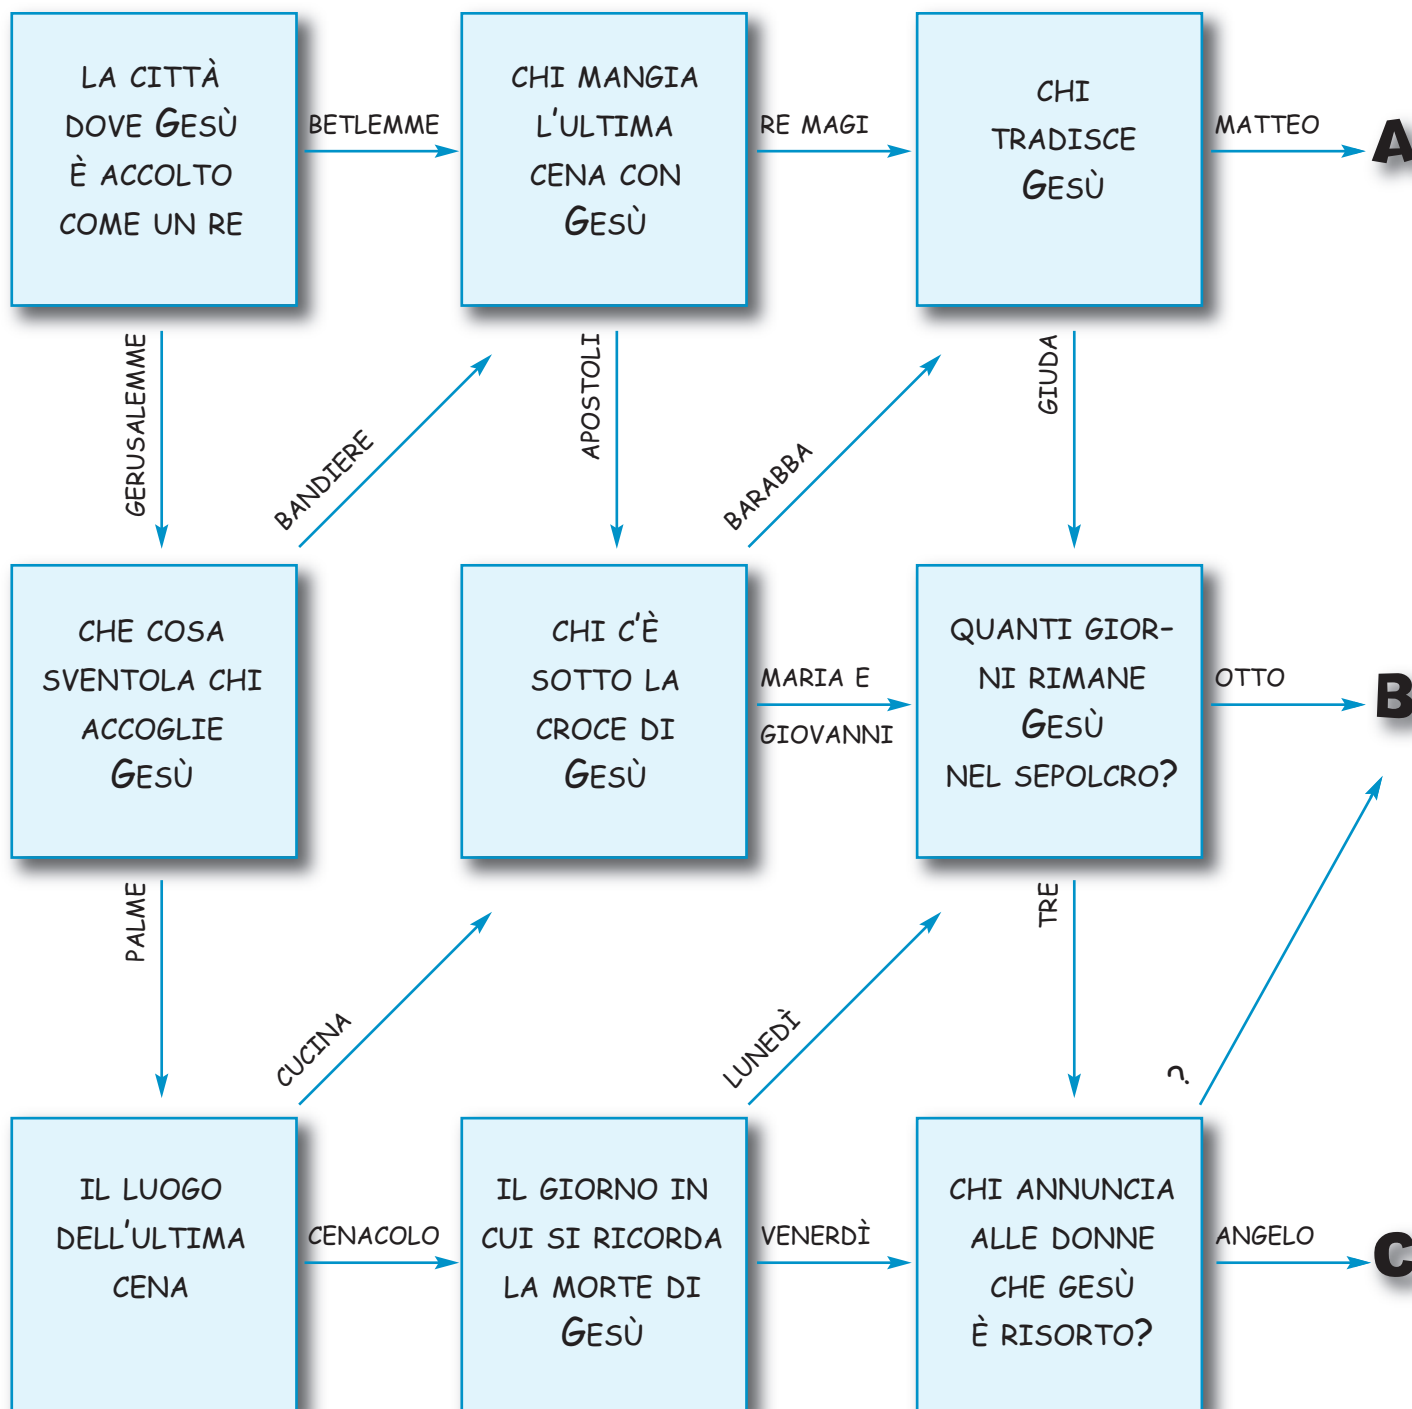 LA CITTÀ
DOVE GESÙ
È ACCOLTO
COME UN RE
BETLEMME
CHI MANGIA
L'ULTIMA
CENA CON
GESÙ
RE MAGI
CHI
TRADISCE
GESÙ
MATTEO
A
GERUSALEMME
BANDIERE
APOSTOLI
BARABBA
GIUDA
CHE COSA
SVENTOLA CHI
ACCOGLIE
GESÙ
CHI C'È
SOTTO LA
CROCE DI
GESÙ
MARIA E
GIOVANNI
QUANTI GIOR-
NI RIMANE
GESÙ
NEL SEPOLCRO?
OTTO
B
PALME
CUCINA
LUNEDÌ
TRE
?
IL LUOGO
DELL'ULTIMA
CENA
CENACOLO
IL GIORNO IN
CUI SI RICORDA
LA MORTE DI
GESÙ
VENERDÌ
CHI ANNUNCIA
ALLE DONNE
CHE GESÙ
È RISORTO?
ANGELO
C